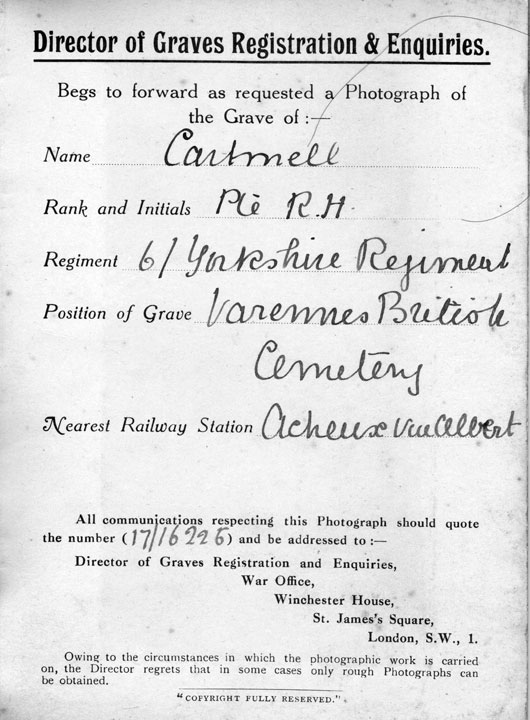 Director of Graves Registration & Enquiries.
Begs to forward as requested a Photograph of
the Grave of :—
Name Cartmell
Rank and Initials Pte R.H.
Regiment 6/ Yorkshire Regiment
Position of Grave Varennes British
Cemetery
Nearest Railway Station Acheux via Albert
All communications respecting this Photograph should quote
the number (17/16226) and be addressed to :—
Director of Graves Registration and Enquiries,
War Office,
Winchester House,
St. James's Square,
London, S.W., 1.
Owing to the circumstances in which the photographic work is carried
on, the Director regrets that in some cases only rough Photographs can
be obtained.
"COPYRIGHT FULLY RESERVED."